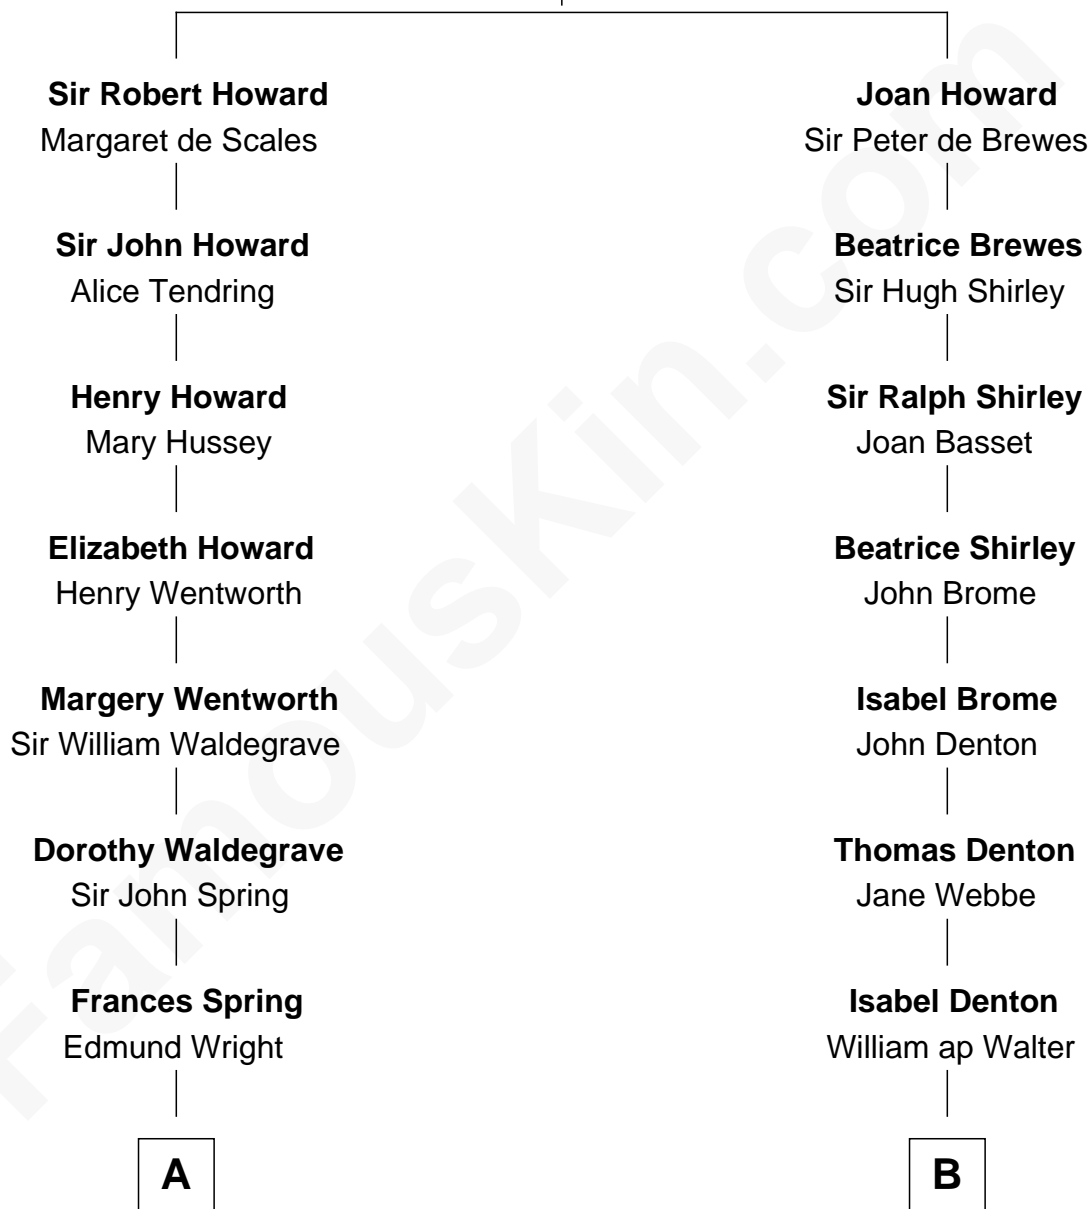 Sir Robert Howard
Margaret de Scales
Joan Howard
Sir Peter de Brewes
Sir John Howard
Alice Tendring
Beatrice Brewes
Sir Hugh Shirley
Henry Howard
Mary Hussey
Sir Ralph Shirley
Joan Basset
Elizabeth Howard
Henry Wentworth
Beatrice Shirley
John Brome
Margery Wentworth
Sir William Waldegrave
Isabel Brome
John Denton
Dorothy Waldegrave
Sir John Spring
Thomas Denton
Jane Webbe
Frances Spring
Edmund Wright
Isabel Denton
William ap Walter
A
B
FamousKin.com